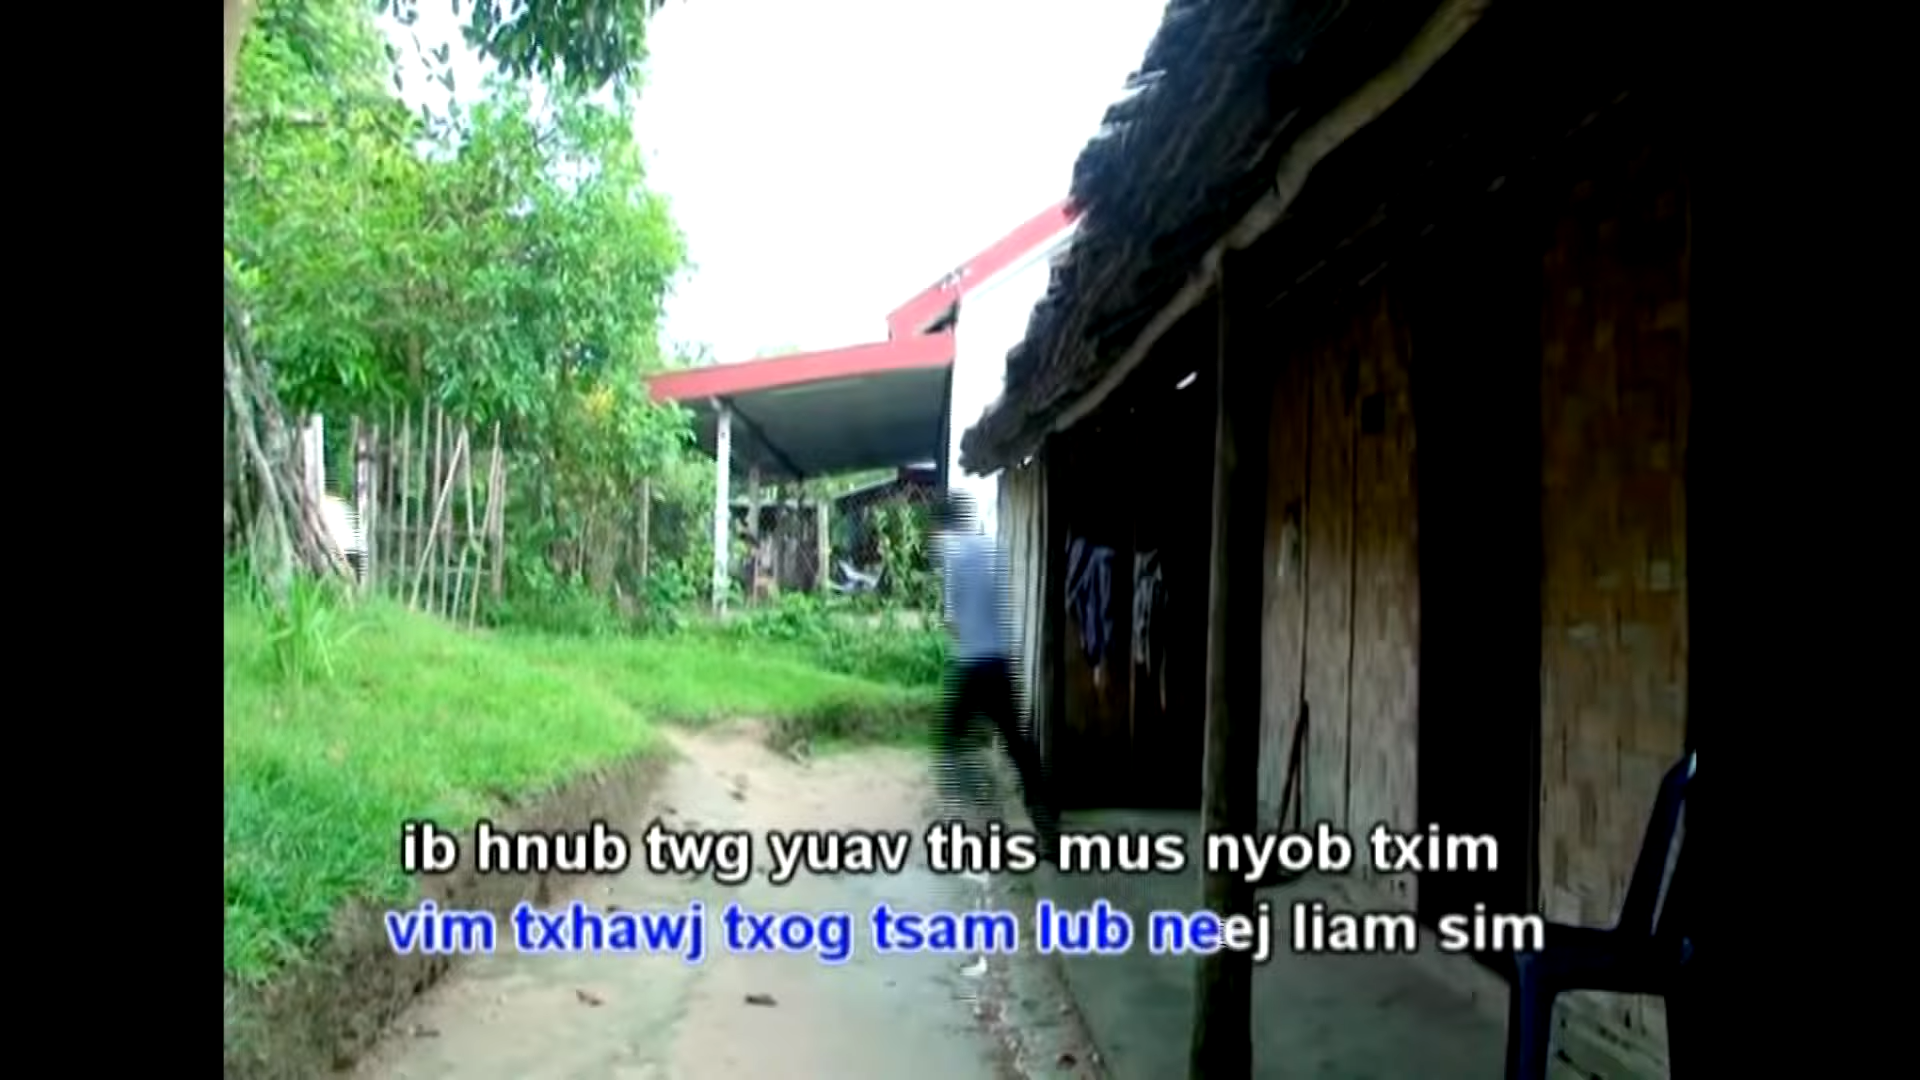 ib hnub twg yuav this mus nyob txim
vim txhawj txog tsam lub neej liam sim